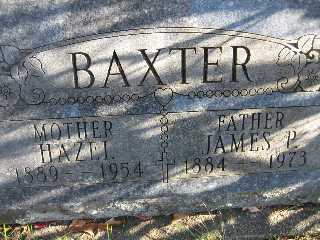 BAXTER
MOTHER
HAZEL
1889 - 1954
FATHER
JAMES P.
1884 - 1973